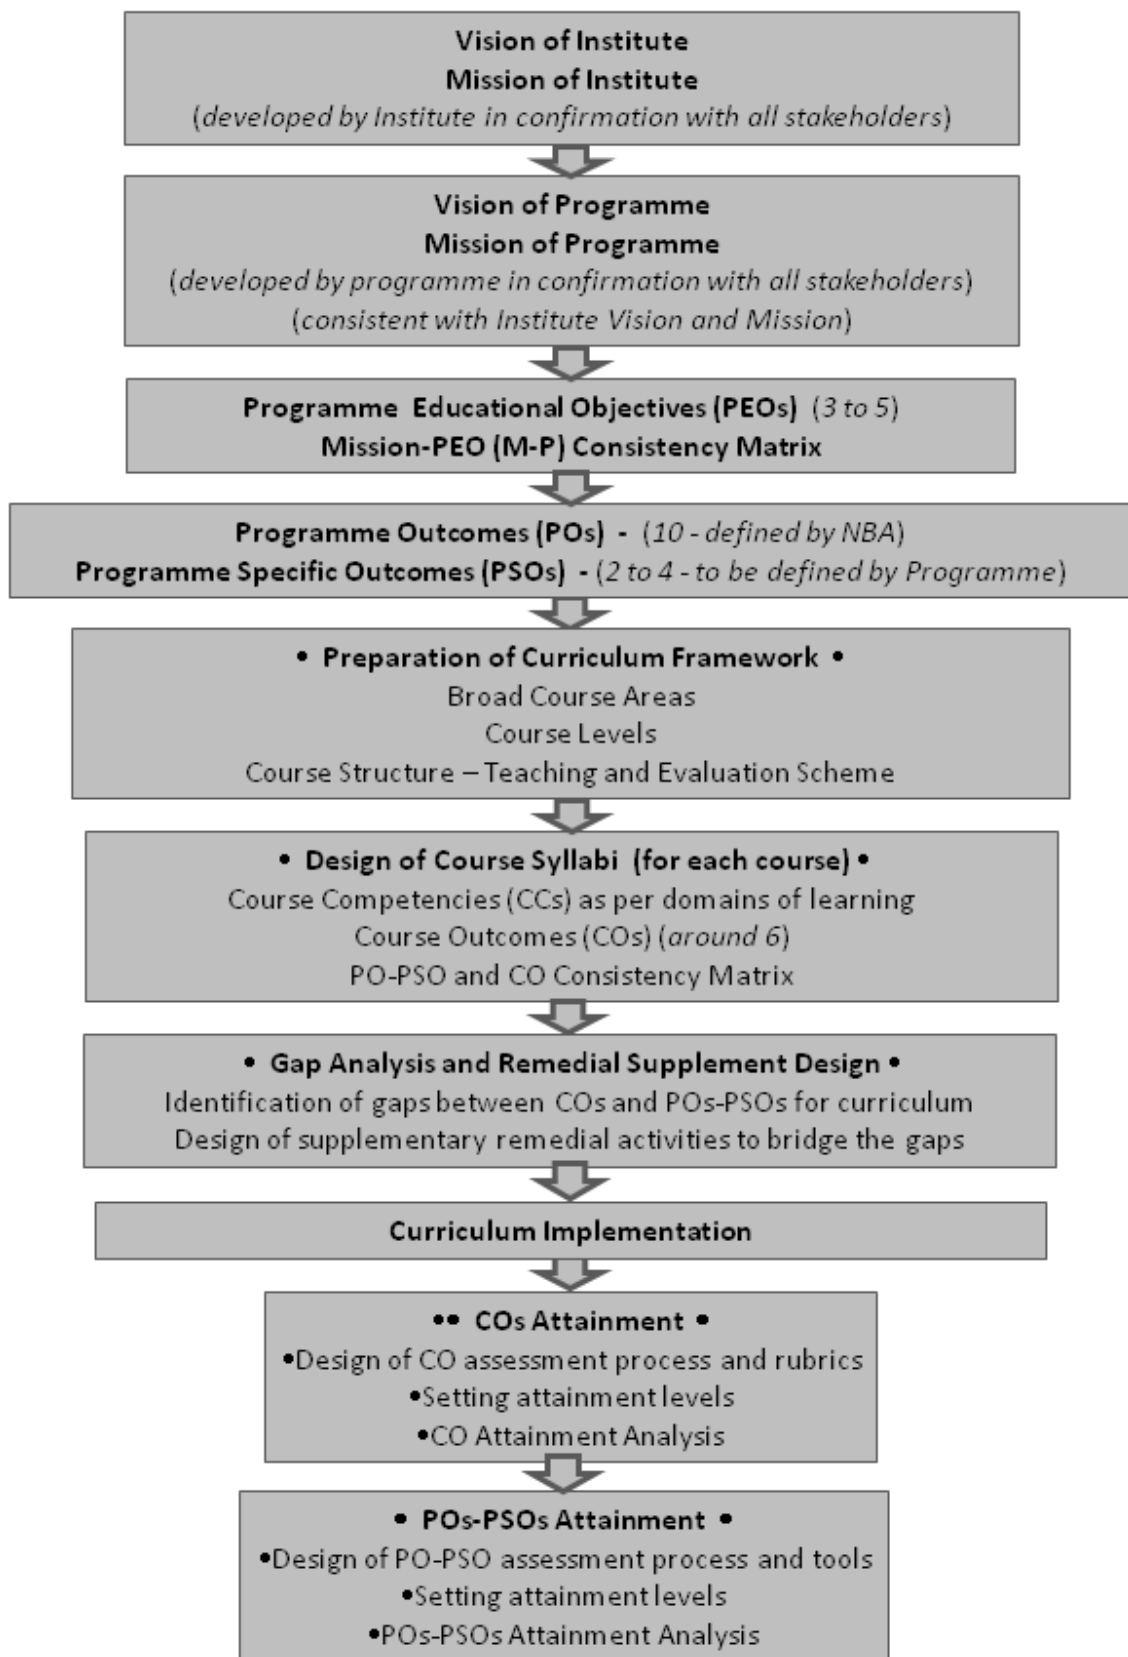 Vision of Institute
Mission of Institute
(developed by Institute in confirmation with all stakeholders)
Vision of Programme
Mission of Programme
(developed by programme in confirmation with all stakeholders)
(consistent with Institute Vision and Mission)
Programme Educational Objectives (PEOs) (3 to 5)
Mission-PEO (M-P) Consistency Matrix
Programme Outcomes (POs) - (10 - defined by NBA)
Programme Specific Outcomes (PSOs) - (2 to 4 - to be defined by Programme)
• Preparation of Curriculum Framework •
Broad Course Areas
Course Levels
Course Structure – Teaching and Evaluation Scheme
• Design of Course Syllabi (for each course) •
Course Competencies (CCs) as per domains of learning
Course Outcomes (COs) (around 6)
PO-PSO and CO Consistency Matrix
• Gap Analysis and Remedial Supplement Design •
Identification of gaps between COs and POs-PSOs for curriculum
Design of supplementary remedial activities to bridge the gaps
Curriculum Implementation
•• COs Attainment •
•Design of CO assessment process and rubrics
•Setting attainment levels
•CO Attainment Analysis
• POs-PSOs Attainment •
•Design of PO-PSO assessment process and tools
•Setting attainment levels
•POs-PSOs Attainment Analysis